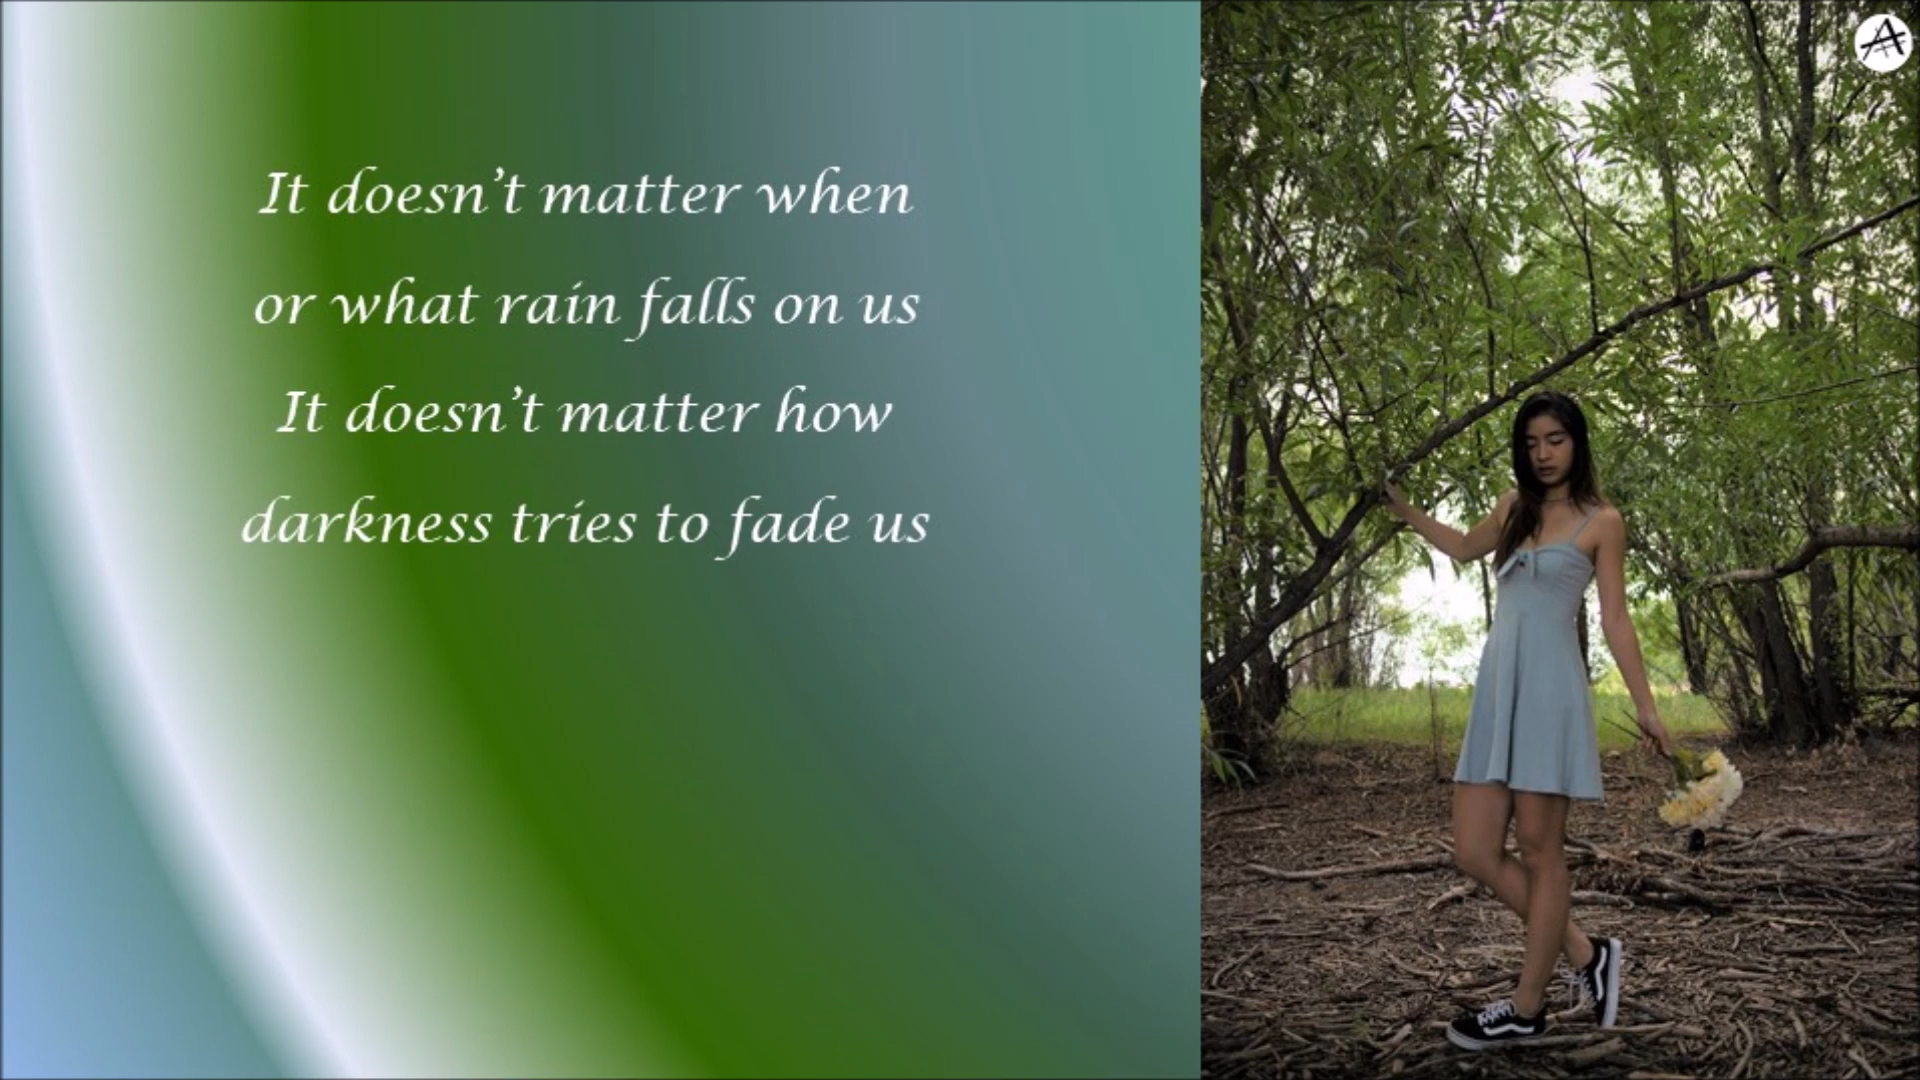 It doesn’t matter when
or what rain falls on us
It doesn’t matter how
darkness tries to fade us